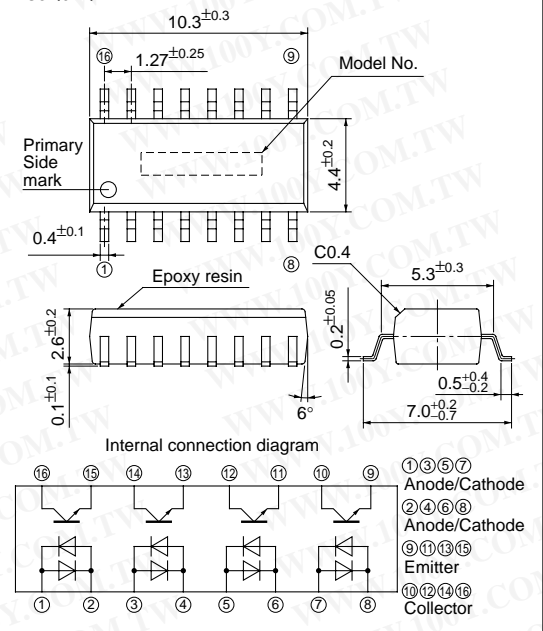 10.3±0.3
⑯ 1.27±0.25 ⑨
Model No.
Primary
Side
mark
4.4±0.2
0.4±0.1
① ⑧
Epoxy resin
C0.4
5.3±0.3
2.6±0.2
0.2±0.05
0.1±0.1
6°
0.5+0.4-0.2
7.0+0.2-0.7
Internal connection diagram
⑯ ⑮ ⑭ ⑬ ⑫ ⑪ ⑩ ⑨
① ② ③ ④ ⑤ ⑥ ⑦ ⑧
①③⑤⑦
Anode/Cathode
②④⑥⑧
Anode/Cathode
⑨⑪⑬⑮
Emitter
⑩⑫⑭⑯
Collector
WWW.100Y.COM.TW